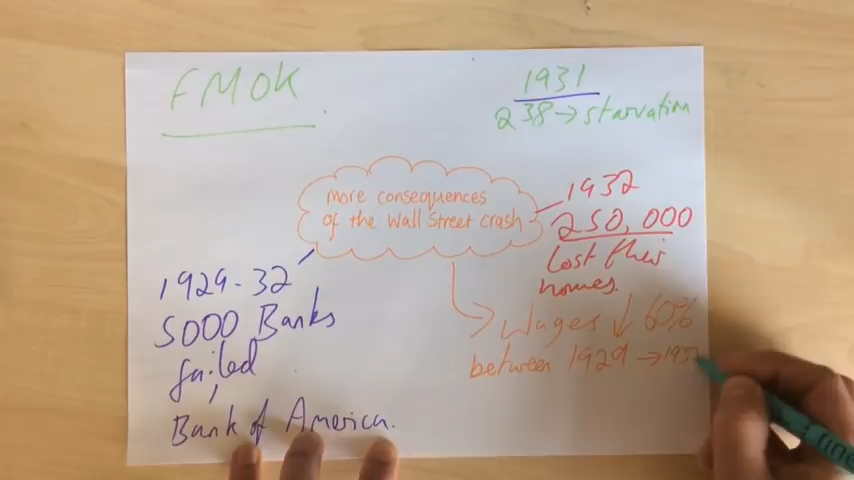 FMOK
1931
238 → starvation
more consequences
of the Wall Street crash
1932
250,000
lost their
homes.
1929-32
5000 Banks
failed
Bank of America.
Wages ↓ 60%
between 1929 →